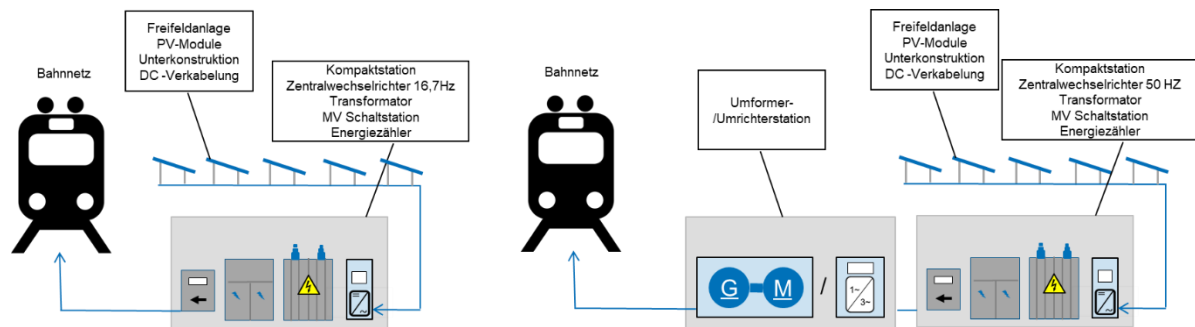 Bahnnetz
Freifeldanlage
PV-Module
Unterkonstruktion
DC -Verkabelung
Kompaktstation
Zentralwechselrichter 16,7Hz
Transformator
MV Schaltstation
Energiezähler
Bahnnetz
Umformer-
/Umrichterstation
Freifeldanlage
PV-Module
Unterkonstruktion
DC -Verkabelung
Kompaktstation
Zentralwechselrichter 50 HZ
Transformator
MV Schaltstation
Energiezähler
G
M
/
1~
3~